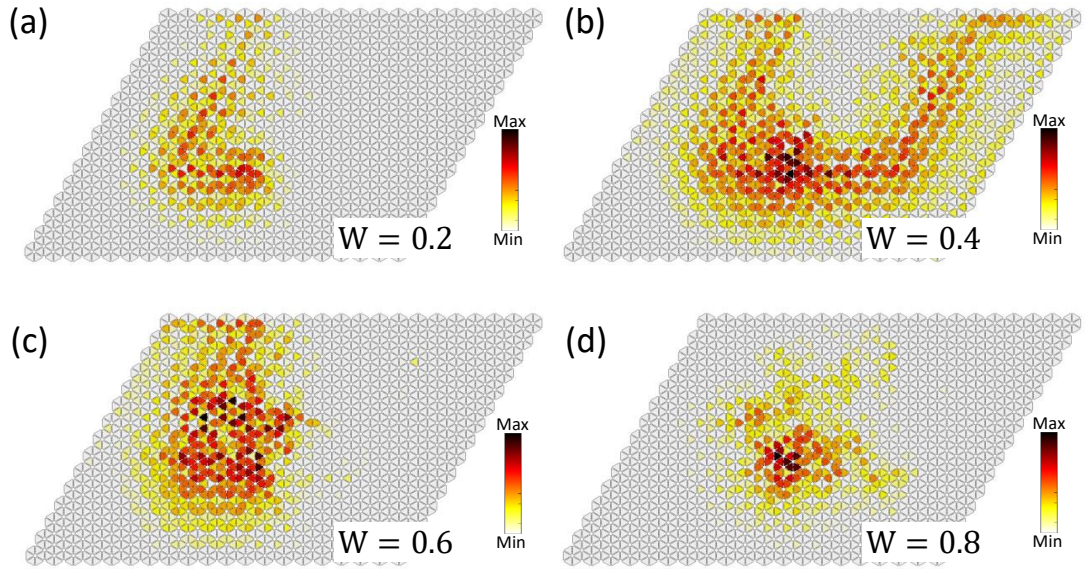 (a)
Max
Min
W = 0.2
(b)
Max
Min
W = 0.4
(c)
Max
Min
W = 0.6
(d)
Max
Min
W = 0.8